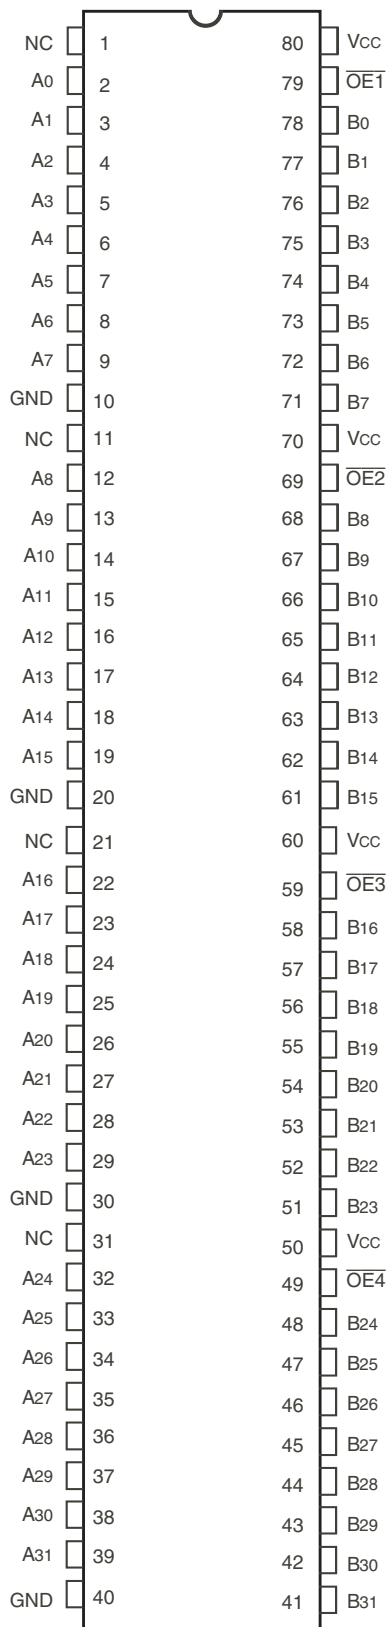 NC 1 80 VCC
A0 2 79 OE1
A1 3 78 B0
A2 4 77 B1
A3 5 76 B2
A4 6 75 B3
A5 7 74 B4
A6 8 73 B5
A7 9 72 B6
GND 10 71 B7
NC 11 70 VCC
A8 12 69 OE2
A9 13 68 B8
A10 14 67 B9
A11 15 66 B10
A12 16 65 B11
A13 17 64 B12
A14 18 63 B13
A15 19 62 B14
GND 20 61 B15
NC 21 60 VCC
A16 22 59 OE3
A17 23 58 B16
A18 24 57 B17
A19 25 56 B18
A20 26 55 B19
A21 27 54 B20
A22 28 53 B21
A23 29 52 B22
GND 30 51 B23
NC 31 50 VCC
A24 32 49 OE4
A25 33 48 B24
A26 34 47 B25
A27 35 46 B26
A28 36 45 B27
A29 37 44 B28
A30 38 43 B29
A31 39 42 B30
GND 40 41 B31